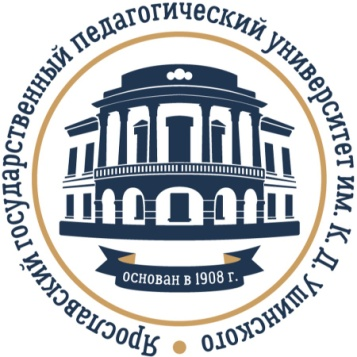 Ярославский государственный педагогический университет им. К. Д. Ушинского
основан в 1908 г.